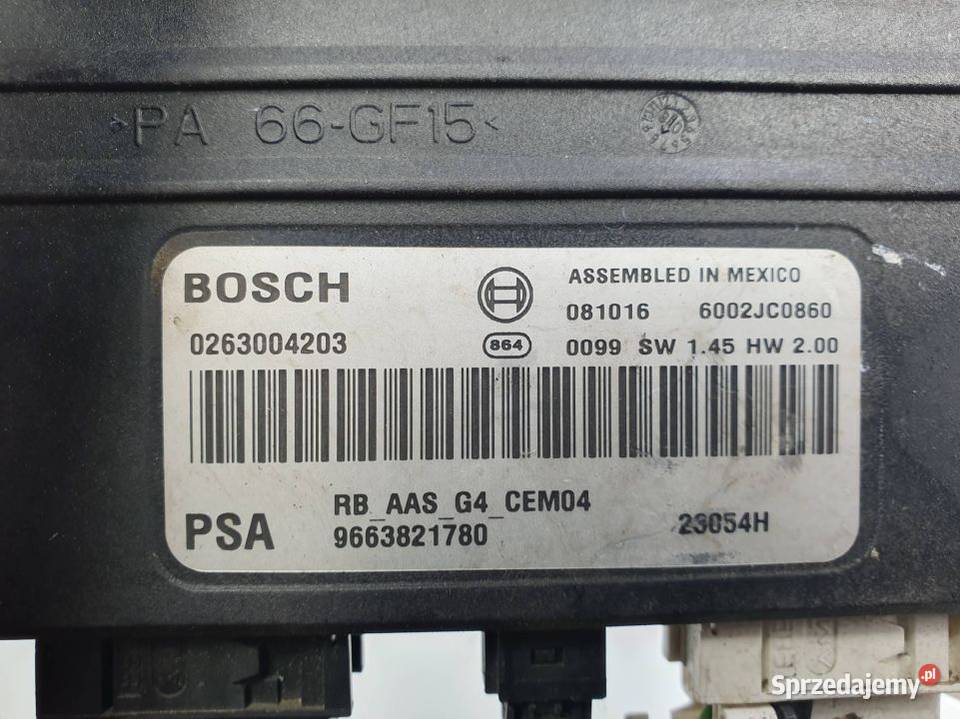 >PA 66-GF15<
BOSCH
ASSEMBLED IN MEXICO
081016 6002JC0860
0263004203
864
0099 SW 1.45 HW 2.00
RB_AAS_G4_CEM04
PSA
9663821780
23054H
Sprzedajemy.pl